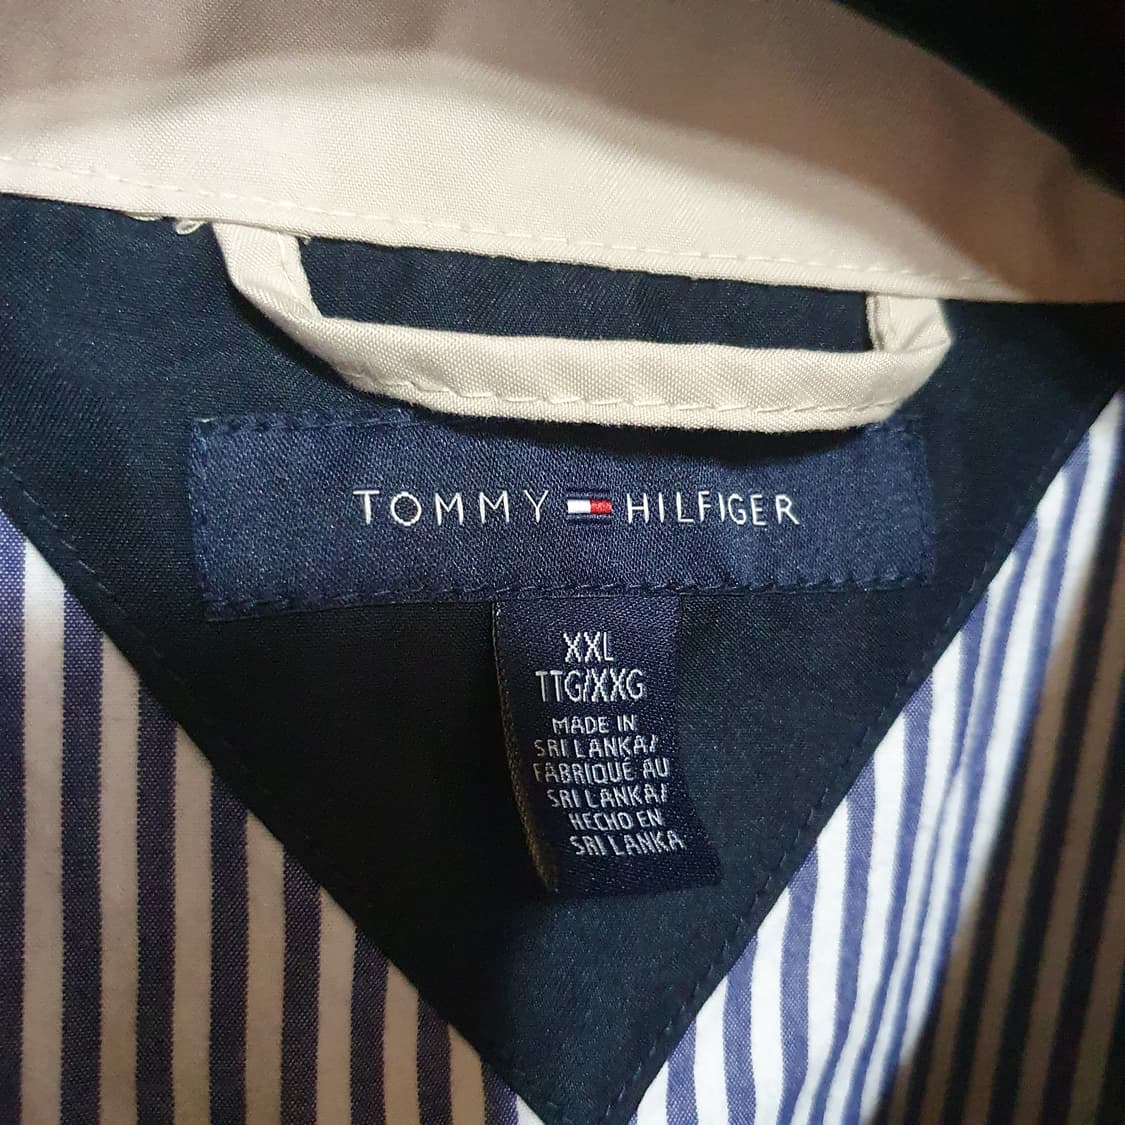 TOMMY HILFIGER
XXL
TTG/XXG
MADE IN
SRI LANKA/
FABRIQUÉ AU
SRI LANKA/
HECHO EN
SRI LANKA